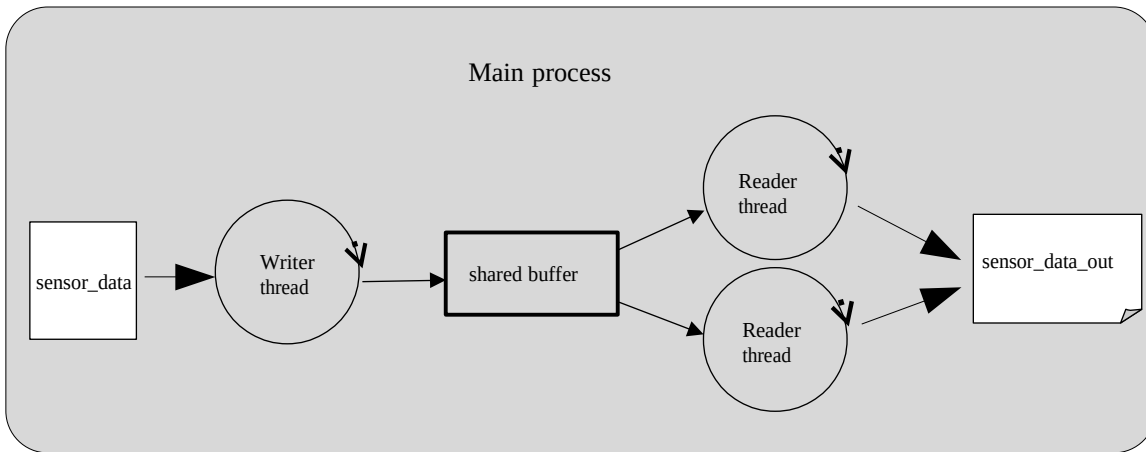 Main process
sensor_data
Writer
thread
shared buffer
Reader
thread
Reader
thread
sensor_data_out